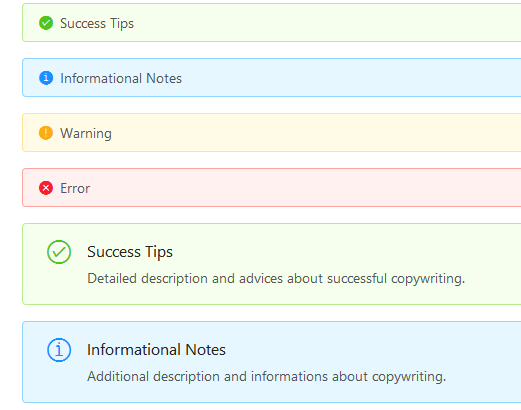 Success Tips
Informational Notes
Warning
Error
Success Tips
Detailed description and advices about successful copywriting.
Informational Notes
Additional description and informations about copywriting.